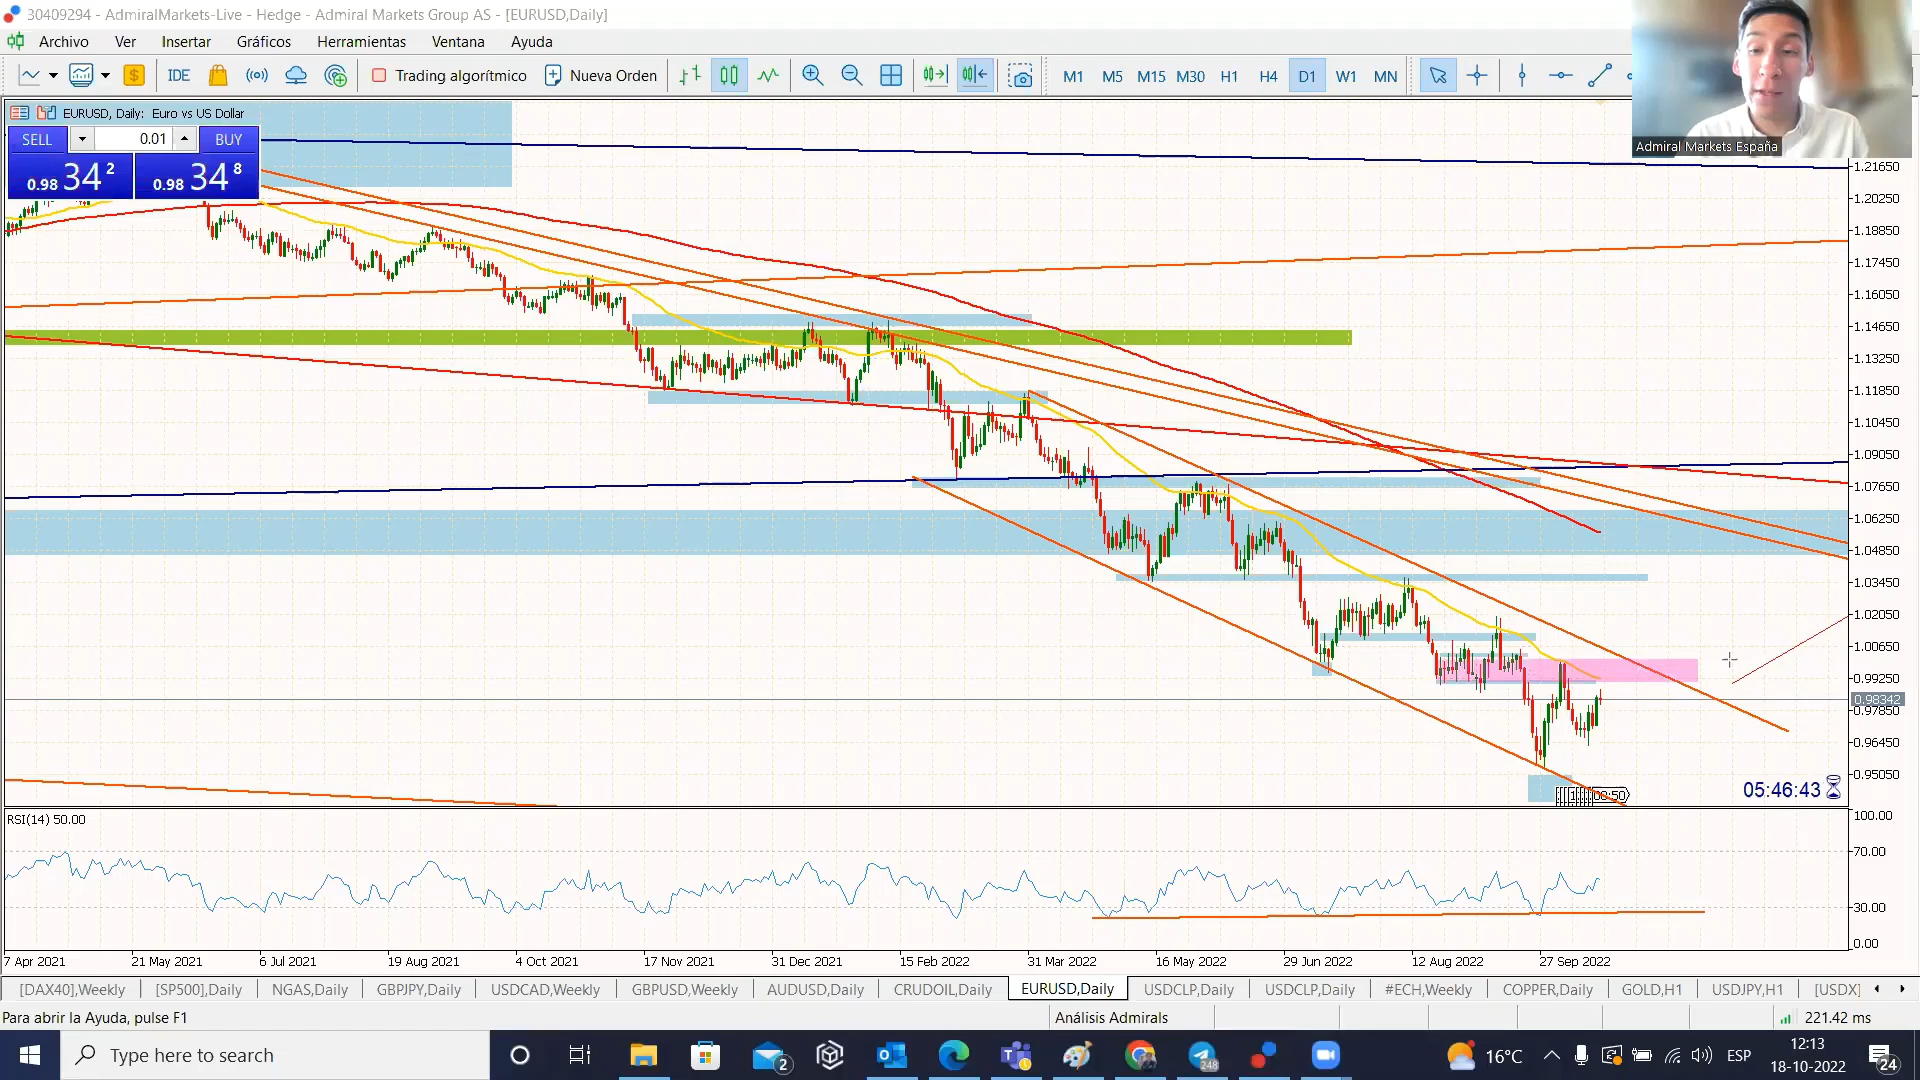 30409294 - AdmiralMarkets-Live - Hedge - Admiral Markets Group AS - [EURUSD,Daily]
Archivo Ver Insertar Gráficos Herramientas Ventana Ayuda
IDE Trading algorítmico Nueva Orden M1 M5 M15 M30 H1 H4 D1 W1 MN
Admiral Markets España
EURUSD, Daily: Euro vs US Dollar
SELL 0.01 BUY
0.98 34 2 0.98 34 8
1.21650
1.20250
1.18850
1.17450
1.16050
1.14650
1.13250
1.11850
1.10450
1.09050
1.07650
1.06250
1.04850
1.03450
1.02050
1.00650
0.99250
0.98342
0.97850
0.96450
0.95050
05:46:43
RSI(14) 50.00
100.00
70.00
30.00
0.00
7 Apr 2021 21 May 2021 6 Jul 2021 19 Aug 2021 4 Oct 2021 17 Nov 2021 31 Dec 2021 15 Feb 2022 31 Mar 2022 16 May 2022 29 Jun 2022 12 Aug 2022 27 Sep 2022
[DAX40],Weekly [SP500],Daily NGAS,Daily GBPJPY,Daily USDCAD,Weekly GBPUSD,Weekly AUDUSD,Daily CRUDOIL,Daily EURUSD,Daily USDCLP,Daily USDCLP,Daily #ECH,Weekly COPPER,Daily GOLD,H1 USDJPY,H1 [USDX]
Para abrir la Ayuda, pulse F1 Análisis Admirals 221.42 ms
Type here to search 2 248 16°C ESP 12:13
18-10-2022 24